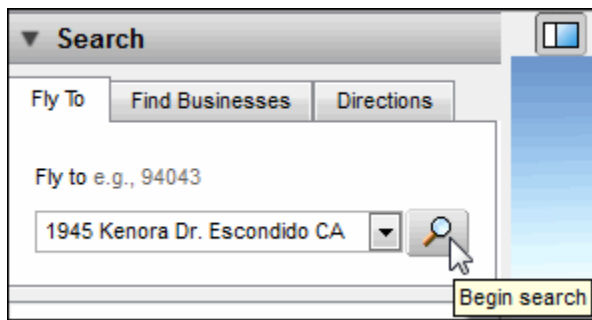 Search
Fly To Find Businesses Directions
Fly to e.g., 94043
1945 Kenora Dr. Escondido CA
Begin search